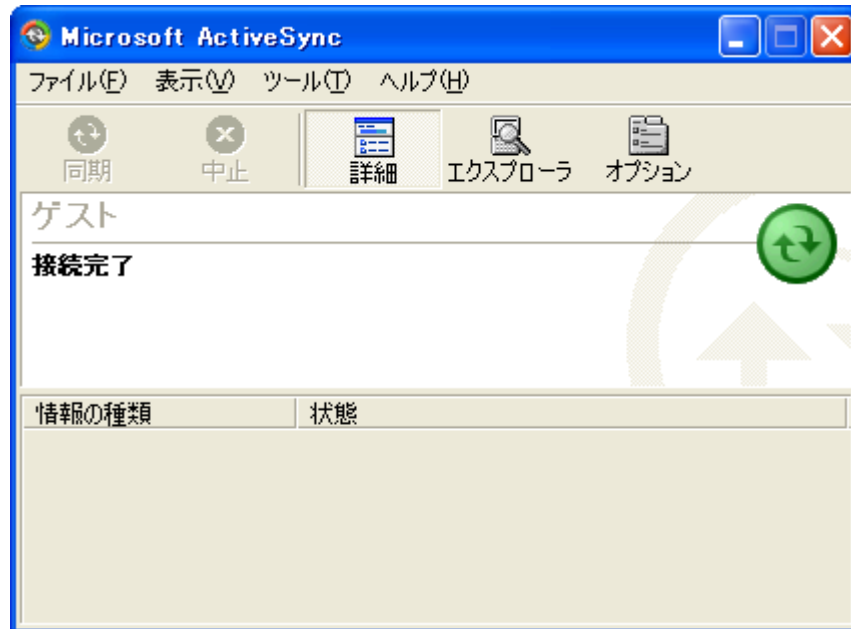 Microsoft ActiveSync
ファイル(F) 表示(V) ツール(T) ヘルプ(H)
同期 中止 詳細 エクスプローラ オプション
ゲスト
接続完了
情報の種類 状態